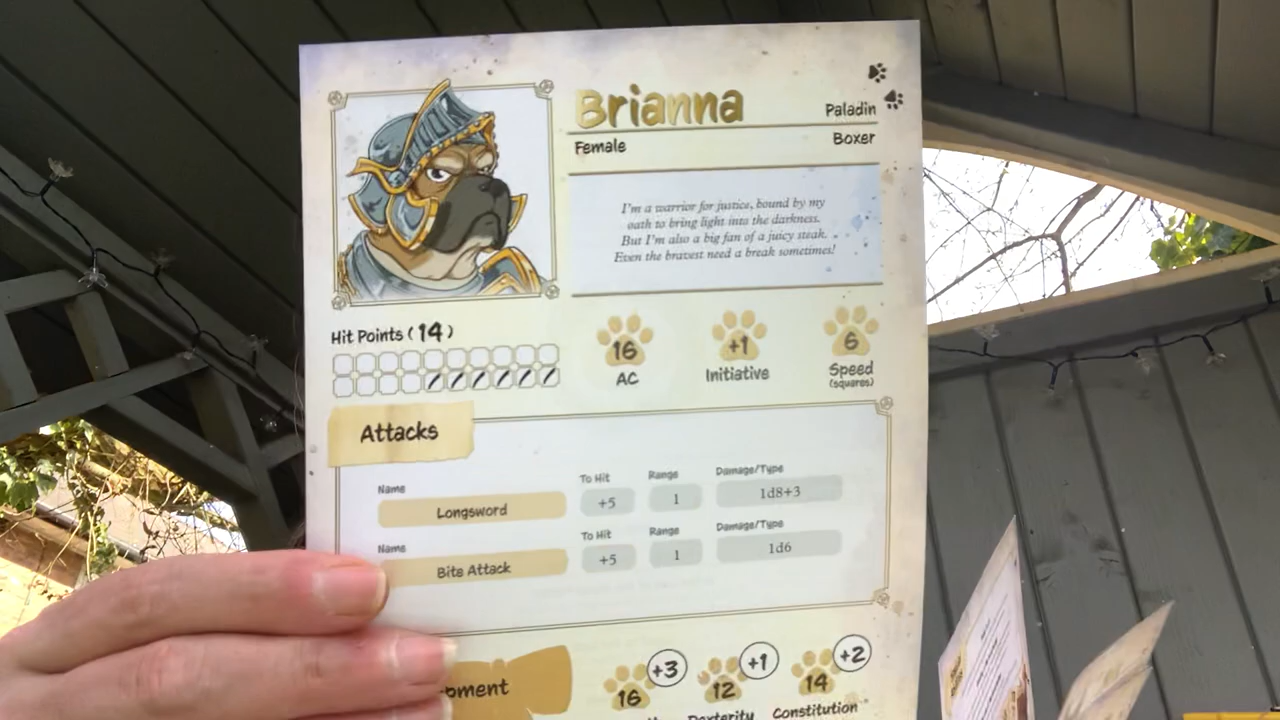 Brianna
Paladin
Female
Boxer
I'm a warrior for justice, bound by my
oath to bring light into the darkness.
But I'm also a big fan of a juicy steak.
Even the bravest need a break sometimes!
Hit Points (14)
16
AC
+1
Initiative
6
Speed
(squares)
Attacks
Name
To Hit
Range
Damage/Type
Longsword
+5
1
1d8+3
Name
To Hit
Range
Damage/Type
Bite Attack
+5
1
1d6
16
+3
12
+1
Dexterity
14
+2
Constitution